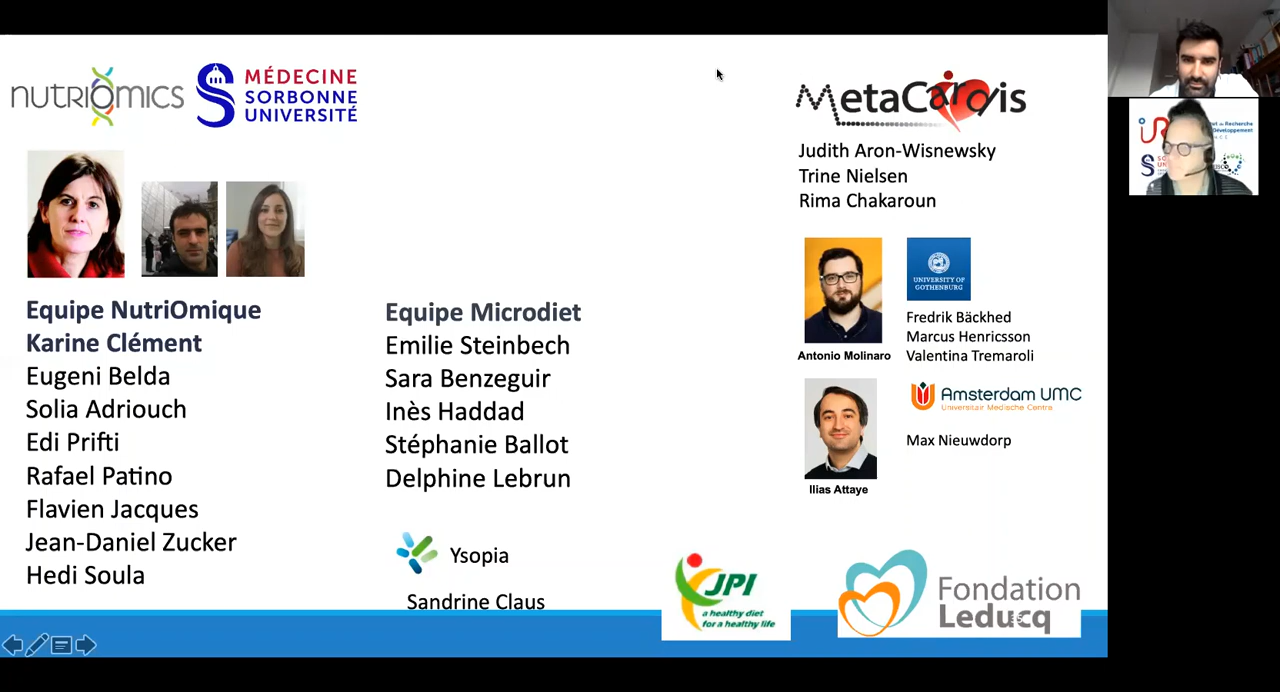 nutriomics
MÉDECINE
SORBONNE
UNIVERSITÉ
Equipe NutriOmique
Karine Clément
Eugeni Belda
Solia Adriouch
Edi Prifti
Rafael Patino
Flavien Jacques
Jean-Daniel Zucker
Hedi Soula
Equipe Microdiet
Emilie Steinbech
Sara Benzeguir
Inès Haddad
Stéphanie Ballot
Delphine Lebrun
Ysopia
Sandrine Claus
MetaCardis
Judith Aron-Wisnewsky
Trine Nielsen
Rima Chakaroun
Antonio Molinaro
UNIVERSITY OF
GOTHENBURG
Fredrik Bäckhed
Marcus Henricsson
Valentina Tremaroli
Ilias Attaye
Amsterdam UMC
Universitair Medische Centra
Max Nieuwdorp
JPI
a healthy diet
for a healthy life
Fondation
Leducq
de Recherche
Développement